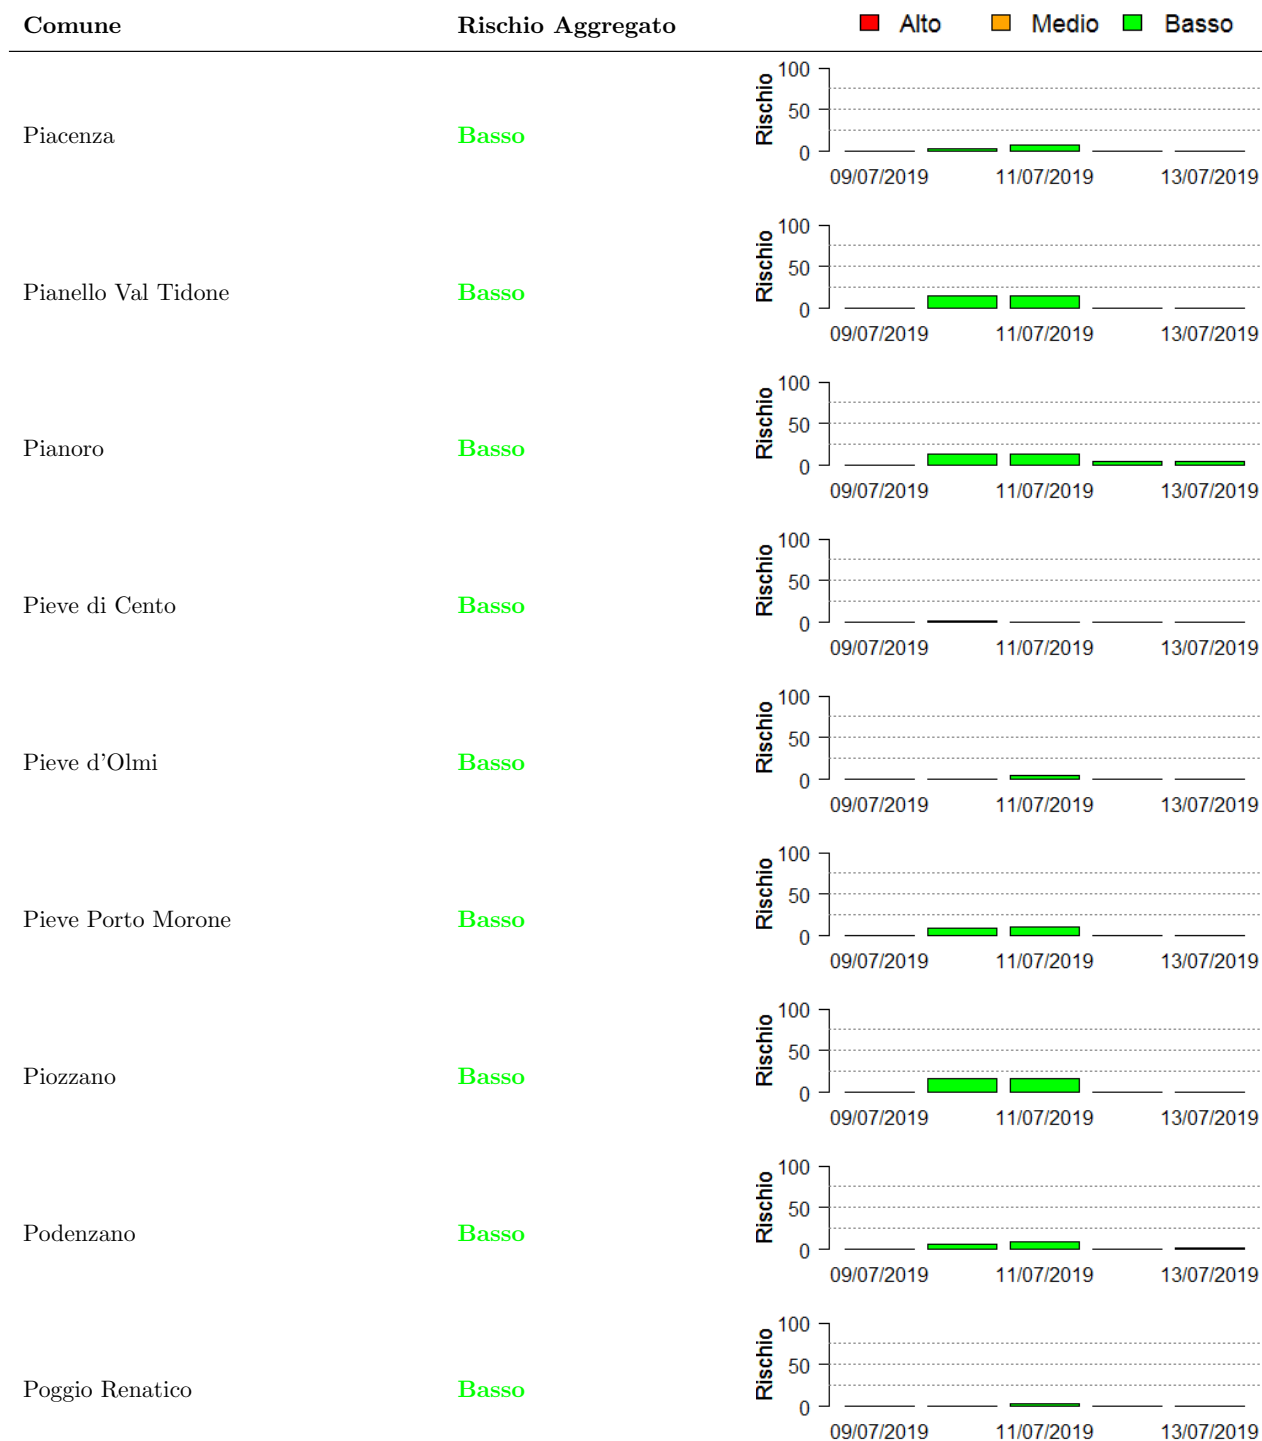 Comune Rischio Aggregato Alto Medio Basso
Piacenza Basso
Rischio
100
50
0
09/07/2019 11/07/2019 13/07/2019
Pianello Val Tidone Basso
Rischio
100
50
0
09/07/2019 11/07/2019 13/07/2019
Pianoro Basso
Rischio
100
50
0
09/07/2019 11/07/2019 13/07/2019
Pieve di Cento Basso
Rischio
100
50
0
09/07/2019 11/07/2019 13/07/2019
Pieve d'Olmi Basso
Rischio
100
50
0
09/07/2019 11/07/2019 13/07/2019
Pieve Porto Morone Basso
Rischio
100
50
0
09/07/2019 11/07/2019 13/07/2019
Piozzano Basso
Rischio
100
50
0
09/07/2019 11/07/2019 13/07/2019
Podenzano Basso
Rischio
100
50
0
09/07/2019 11/07/2019 13/07/2019
Poggio Renatico Basso
Rischio
100
50
0
09/07/2019 11/07/2019 13/07/2019